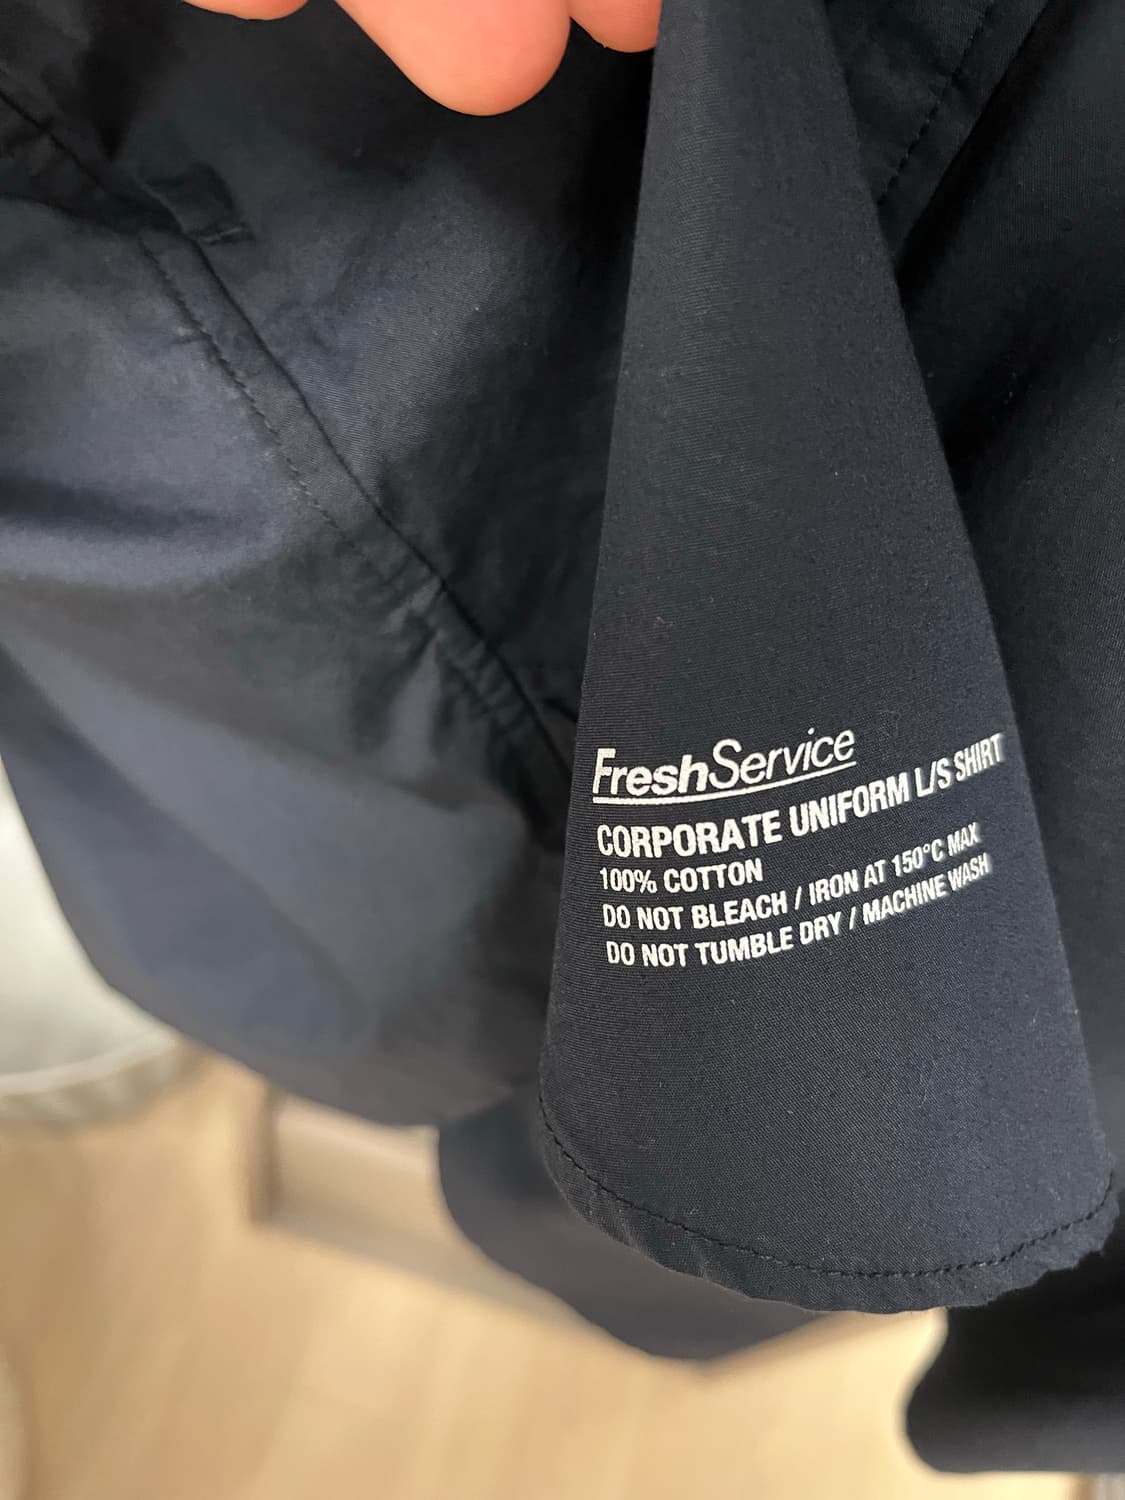 FreshService
CORPORATE UNIFORM L/S SHIRT
100% COTTON
DO NOT BLEACH / IRON AT 150°C MAX
DO NOT TUMBLE DRY / MACHINE WASH